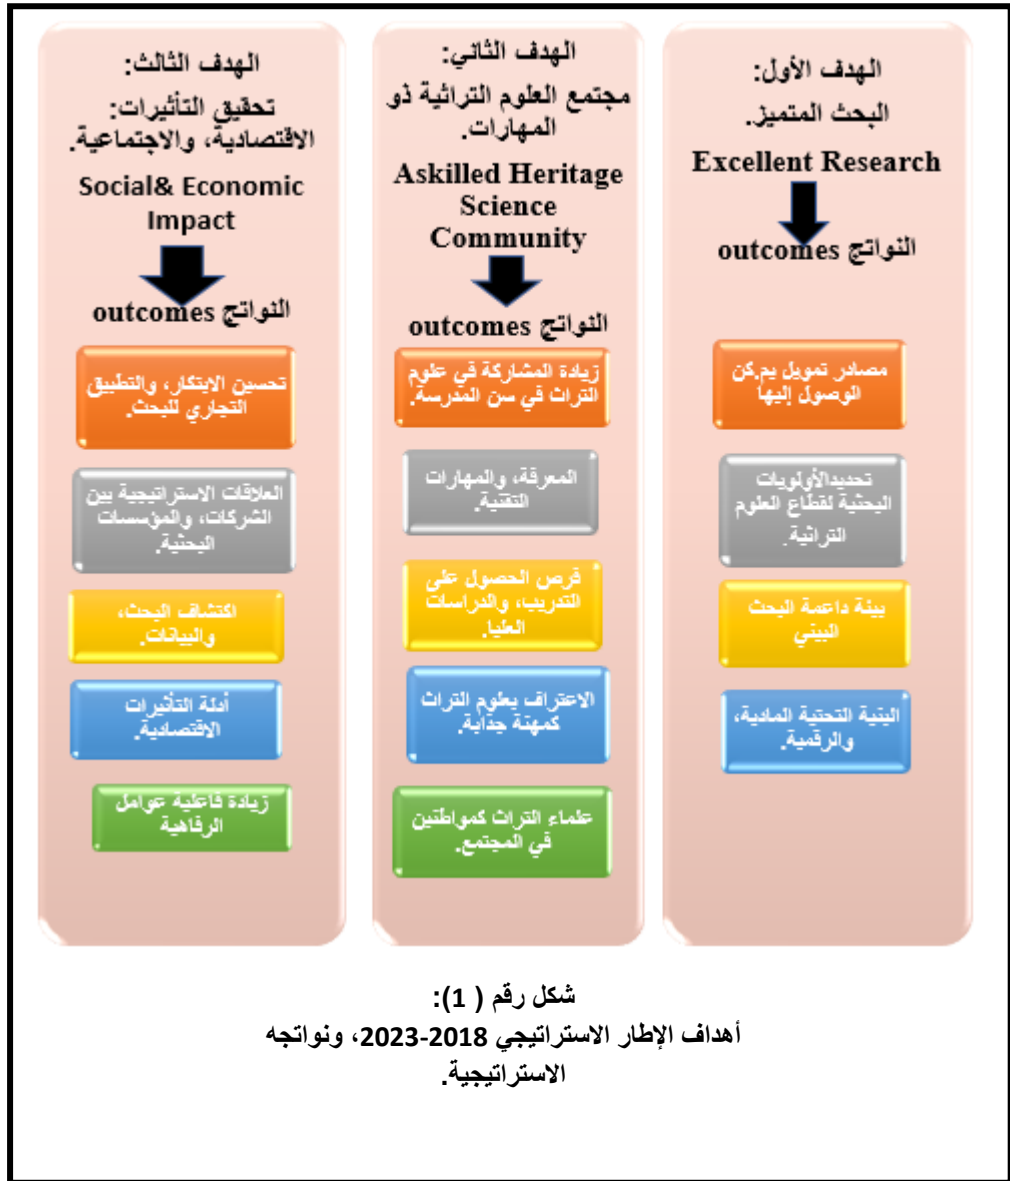 الهدف الأول:
البحث المتميز.
Excellent Research
النواتج outcomes
مصادر تمويل يم.كن
الوصول إليها
تحديدالأولويات
البحثية لقطاع العلوم
التراثية.
بيئة داعمة البحث
البيني
البنية التحتية المادية،
والرقمية.
الهدف الثاني:
مجتمع العلوم التراثية ذو
المهارات.
Askilled Heritage
Science
Community
النواتج outcomes
زيادة المشاركة في علوم
التراث في سن المدرسة.
المعرفة، والمهارات
التقنية.
فرص الحصول على
التدريب، والدراسات
العليا.
الاعتراف بعلوم التراث
كمهنة جذابة.
علماء التراث كمواطنين
في المجتمع.
الهدف الثالث:
تحقيق التأثيرات:
الاقتصادية، والاجتماعية.
Social& Economic
Impact
النواتج outcomes
تحسين الابتكار، والتطبيق
التجاري للبحث.
العلاقات الاستراتيجية بين
الشركات، والمؤسسات
البحثية.
اكتشاف البحث،
والبيانات.
أدلة التأثيرات
الاقتصادية.
زيادة فاعلية عوامل
الرفاهية
شكل رقم ( 1):
أهداف الإطار الاستراتيجي 2018-2023، ونواتجه
الاستراتيجية.